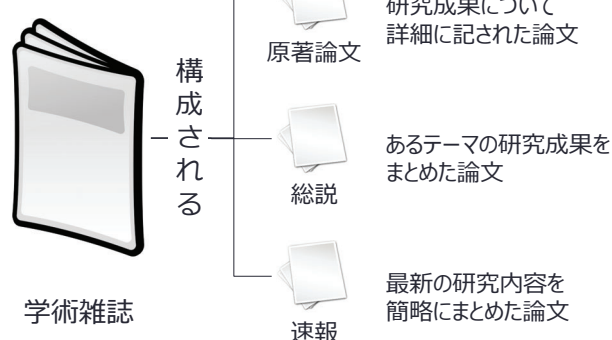 研究成果について
詳細に記された論文
原著論文
構成される
あるテーマの研究成果を
まとめた論文
総説
最新の研究内容を
簡略にまとめた論文
速報
学術雑誌